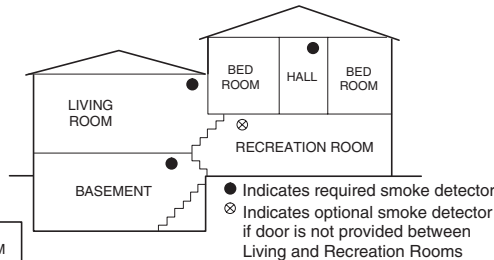 BED
ROOM
HALL
BED
ROOM
LIVING
ROOM
RECREATION ROOM
BASEMENT
Indicates required smoke detector
Indicates optional smoke detector
if door is not provided between
Living and Recreation Rooms